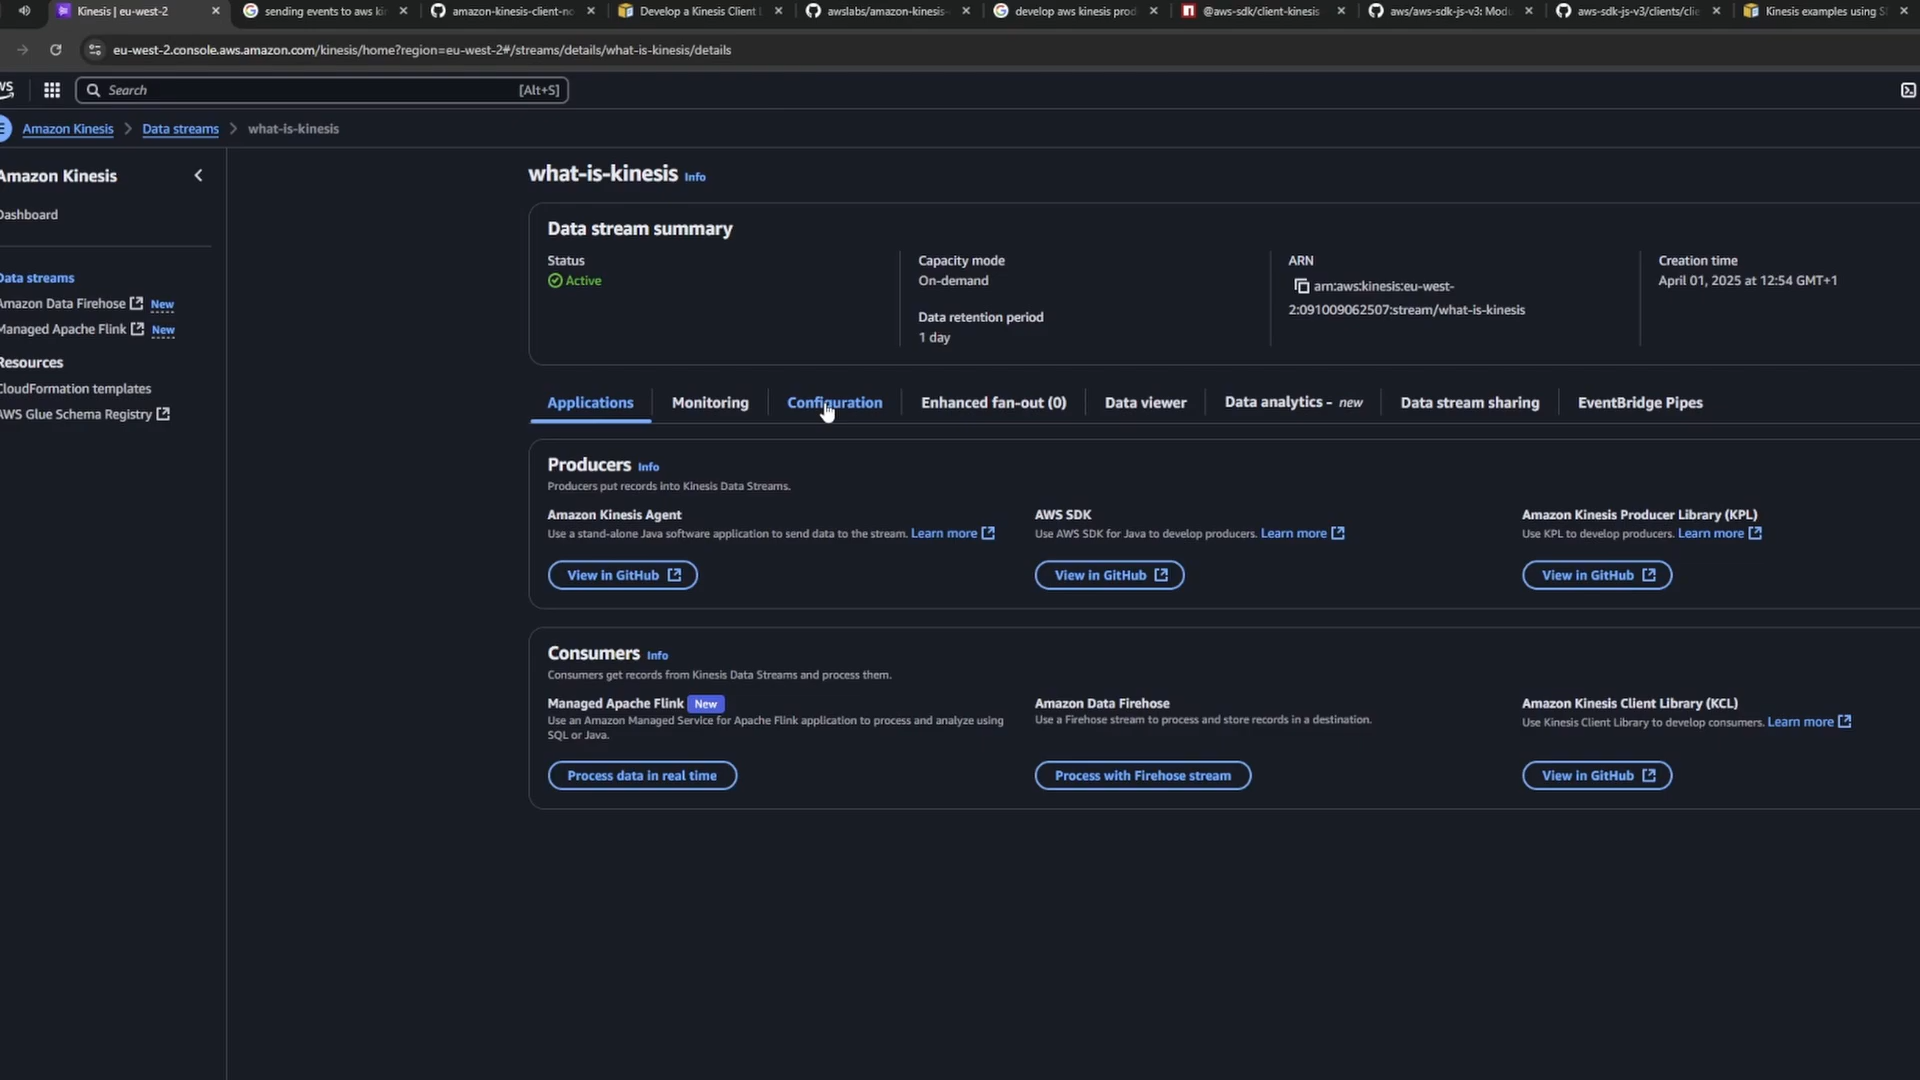 Kinesis | eu-west-2
sending events to aws ki
amazon-kinesis-client-no
Develop a Kinesis Client
awslabs/amazon-kinesis-
develop aws kinesis prod
@aws-sdk/client-kinesis
aws/aws-sdk-js-v3: Modu
aws-sdk-js-v3/clients/clie
Kinesis examples using S
eu-west-2.console.aws.amazon.com/kinesis/home?region=eu-west-2#/streams/details/what-is-kinesis/details
Search
[Alt+S]
Amazon Kinesis
Data streams
what-is-kinesis
Amazon Kinesis
Dashboard
Data streams
Amazon Data Firehose New
Managed Apache Flink New
Resources
CloudFormation templates
AWS Glue Schema Registry
what-is-kinesis Info
Data stream summary
Status
Active
Capacity mode
On-demand
Data retention period
1 day
ARN
arn:aws:kinesis:eu-west-
2:091009062507:stream/what-is-kinesis
Creation time
April 01, 2025 at 12:54 GMT+1
Applications
Monitoring
Configuration
Enhanced fan-out (0)
Data viewer
Data analytics - new
Data stream sharing
EventBridge Pipes
Producers Info
Producers put records into Kinesis Data Streams.
Amazon Kinesis Agent
Use a stand-alone Java software application to send data to the stream. Learn more
View in GitHub
AWS SDK
Use AWS SDK for Java to develop producers. Learn more
View in GitHub
Amazon Kinesis Producer Library (KPL)
Use KPL to develop producers. Learn more
View in GitHub
Consumers Info
Consumers get records from Kinesis Data Streams and process them.
Managed Apache Flink New
Use an Amazon Managed Service for Apache Flink application to process and analyze using
SQL or Java.
Process data in real time
Amazon Data Firehose
Use a Firehose stream to process and store records in a destination.
Process with Firehose stream
Amazon Kinesis Client Library (KCL)
Use Kinesis Client Library to develop consumers. Learn more
View in GitHub